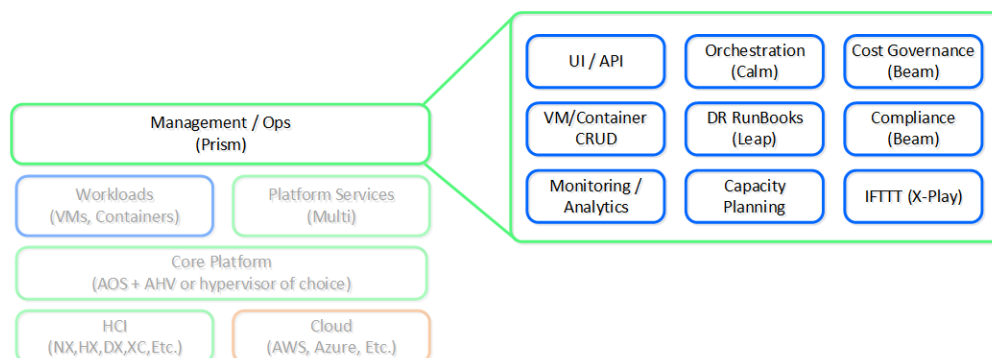 Management / Ops
(Prism)
Workloads
(VMs, Containers)
Platform Services
(Multi)
Core Platform
(AOS + AHV or hypervisor of choice)
HCI
(NX,HX,DX,XC,Etc.)
Cloud
(AWS, Azure, Etc.)
UI / API
Orchestration
(Calm)
Cost Governance
(Beam)
VM/Container
CRUD
DR RunBooks
(Leap)
Compliance
(Beam)
Monitoring /
Analytics
Capacity
Planning
IFTTT (X-Play)